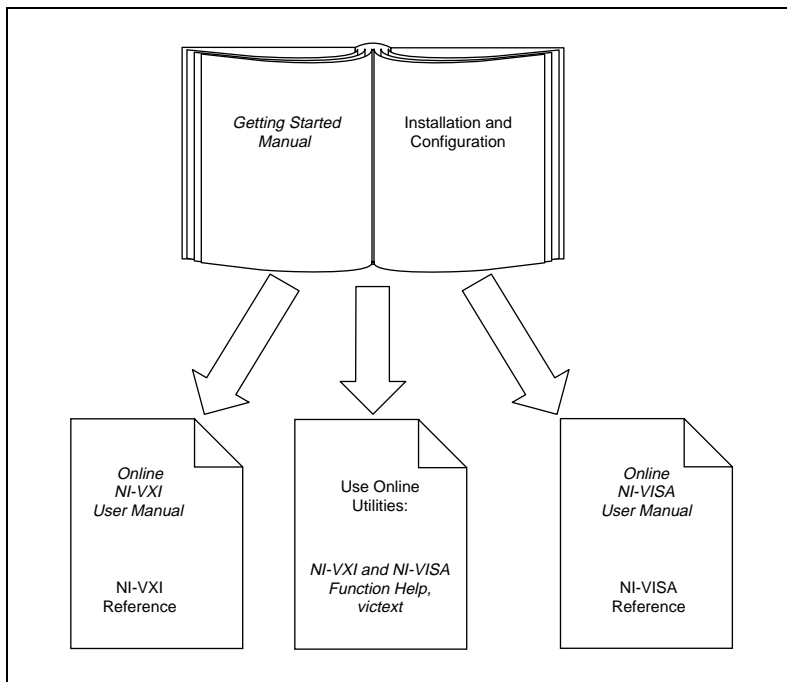 Getting Started
Manual
Installation and
Configuration
Online
NI-VXI
User Manual
NI-VXI
Reference
Use Online
Utilities:
NI-VXI and NI-VISA
Function Help,
victext
Online
NI-VISA
User Manual
NI-VISA
Reference